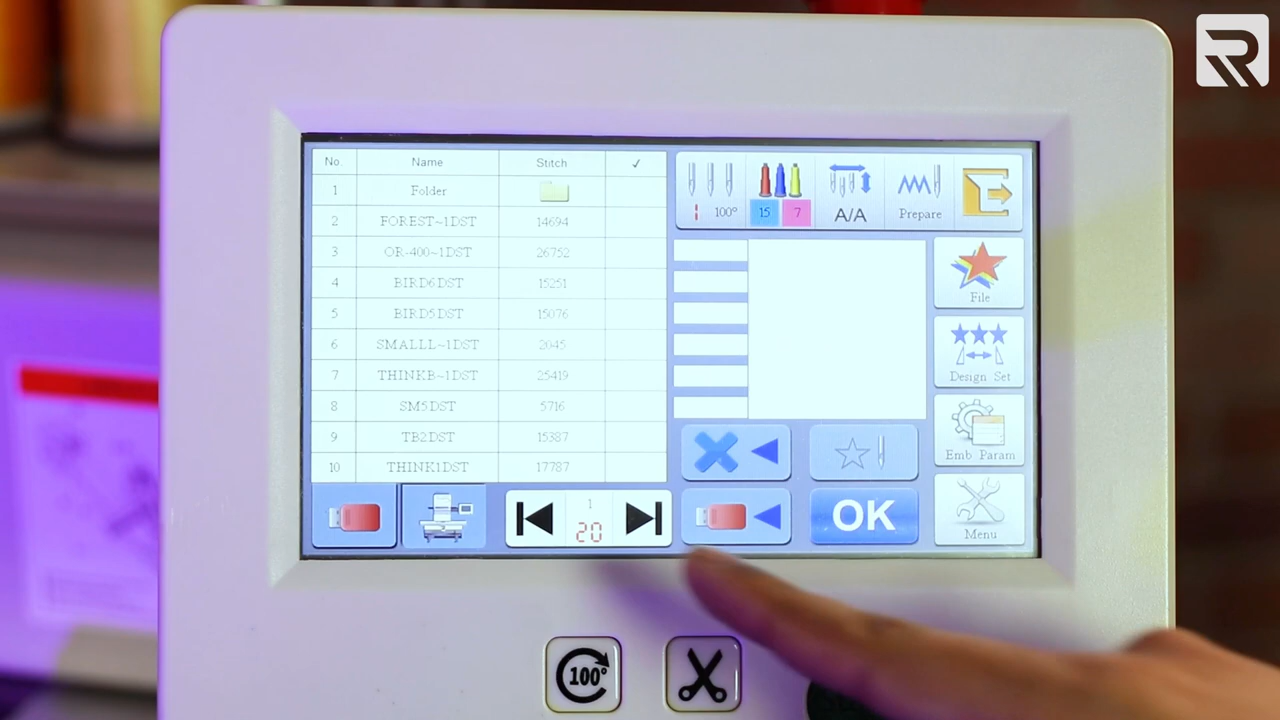 No. Name Stitch ✓
1 Folder
2 FOREST~1DST 14694
3 OR-400~1DST 26752
4 BIRD6DST 15251
5 BIRD5DST 15076
6 SMALLL~1DST 2045
7 THINKB~1DST 25419
8 SM5DST 5716
9 TB2DST 15387
10 THINK1DST 17787
1
20
100°
15 7
A/A
Prepare
File
Design Set
Emb Param
Menu
OK
100°
R